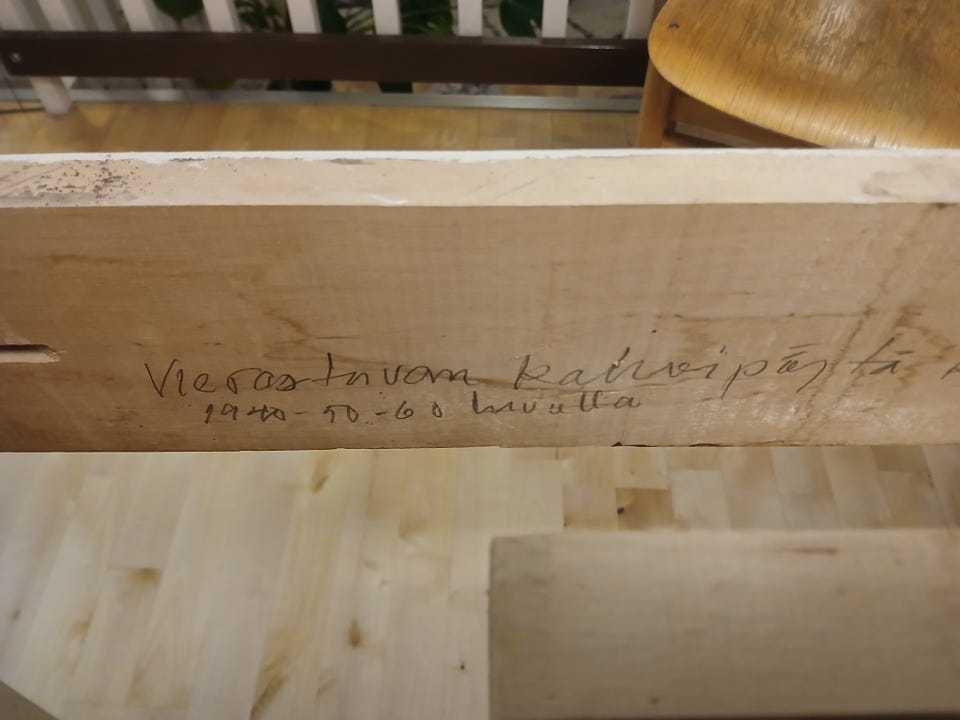 Vierastuvan kahvipöytä
1940-50-60 luvulla